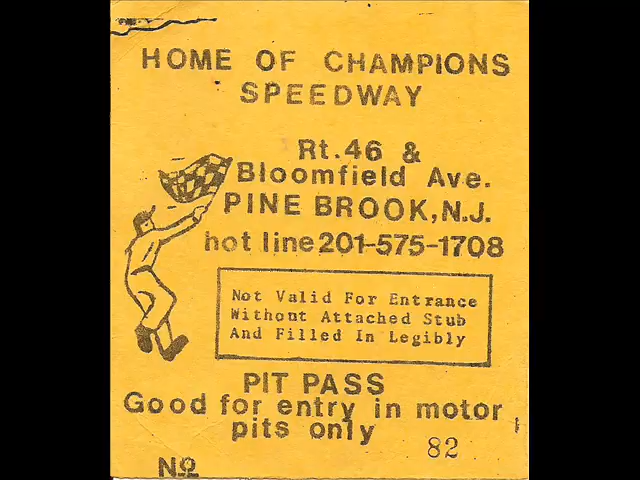 HOME OF CHAMPIONS
SPEEDWAY
Rt.46 &
Bloomfield Ave.
PINE BROOK,N.J.
hot line 201-575-1708
Not Valid For Entrance
Without Attached Stub
And Filled In Legibly
PIT PASS
Good for entry in motor
pits only
82
No